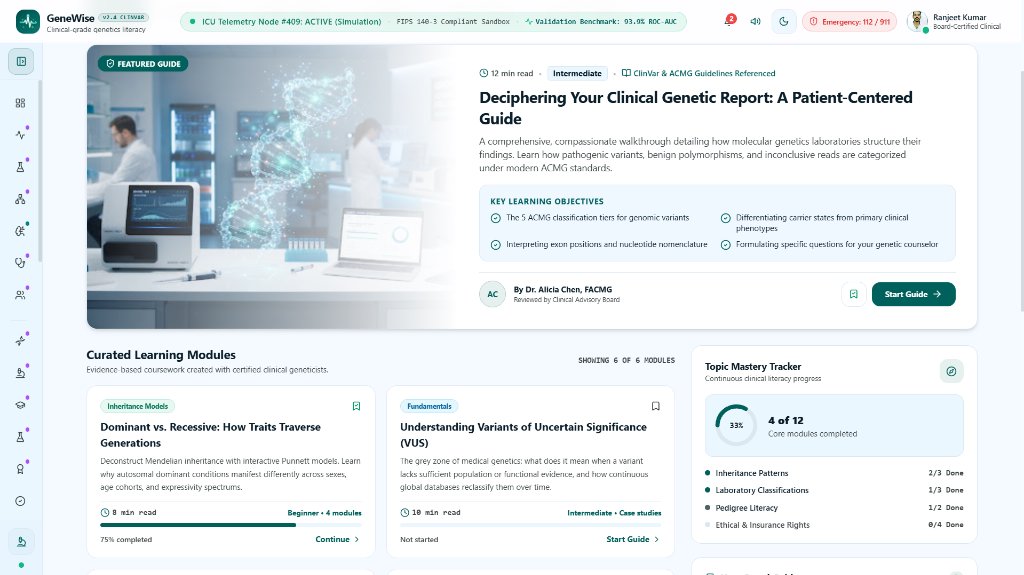 GeneWise V2.4 CLINVAR
Clinical-grade genetics literacy
ICU Telemetry Node #409: ACTIVE (Simulation) · FIPS 140-3 Compliant Sandbox · Validation Benchmark: 93.9% ROC-AUC
2
Emergency: 112 / 911
Ranjeet Kumar
Board-Certified Clinical
FEATURED GUIDE
12 min read · Intermediate · ClinVar & ACMG Guidelines Referenced
Deciphering Your Clinical Genetic Report: A Patient-Centered
Guide
A comprehensive, compassionate walkthrough detailing how molecular genetics laboratories structure their
findings. Learn how pathogenic variants, benign polymorphisms, and inconclusive reads are categorized
under modern ACMG standards.
KEY LEARNING OBJECTIVES
The 5 ACMG classification tiers for genomic variants
Differentiating carrier states from primary clinical
phenotypes
Interpreting exon positions and nucleotide nomenclature
Formulating specific questions for your genetic counselor
AC
By Dr. Alicia Chen, FACMG
Reviewed by Clinical Advisory Board
Start Guide
Curated Learning Modules
Evidence-based coursework created with certified clinical geneticists.
SHOWING 6 OF 6 MODULES
Inheritance Models
Dominant vs. Recessive: How Traits Traverse
Generations
Deconstruct Mendelian inheritance with interactive Punnett models. Learn
why autosomal dominant conditions manifest differently across sexes,
age cohorts, and expressivity spectrums.
8 min read
Beginner • 4 modules
75% completed
Continue
Fundamentals
Understanding Variants of Uncertain Significance
(VUS)
The grey zone of medical genetics: what does it mean when a variant
lacks sufficient population or functional evidence, and how continuous
global databases reclassify them over time.
10 min read
Intermediate • Case studies
Not started
Start Guide
Topic Mastery Tracker
Continuous clinical literacy progress
33%
4 of 12
Core modules completed
Inheritance Patterns 2/3 Done
Laboratory Classifications 1/3 Done
Pedigree Literacy 1/2 Done
Ethical & Insurance Rights 0/4 Done